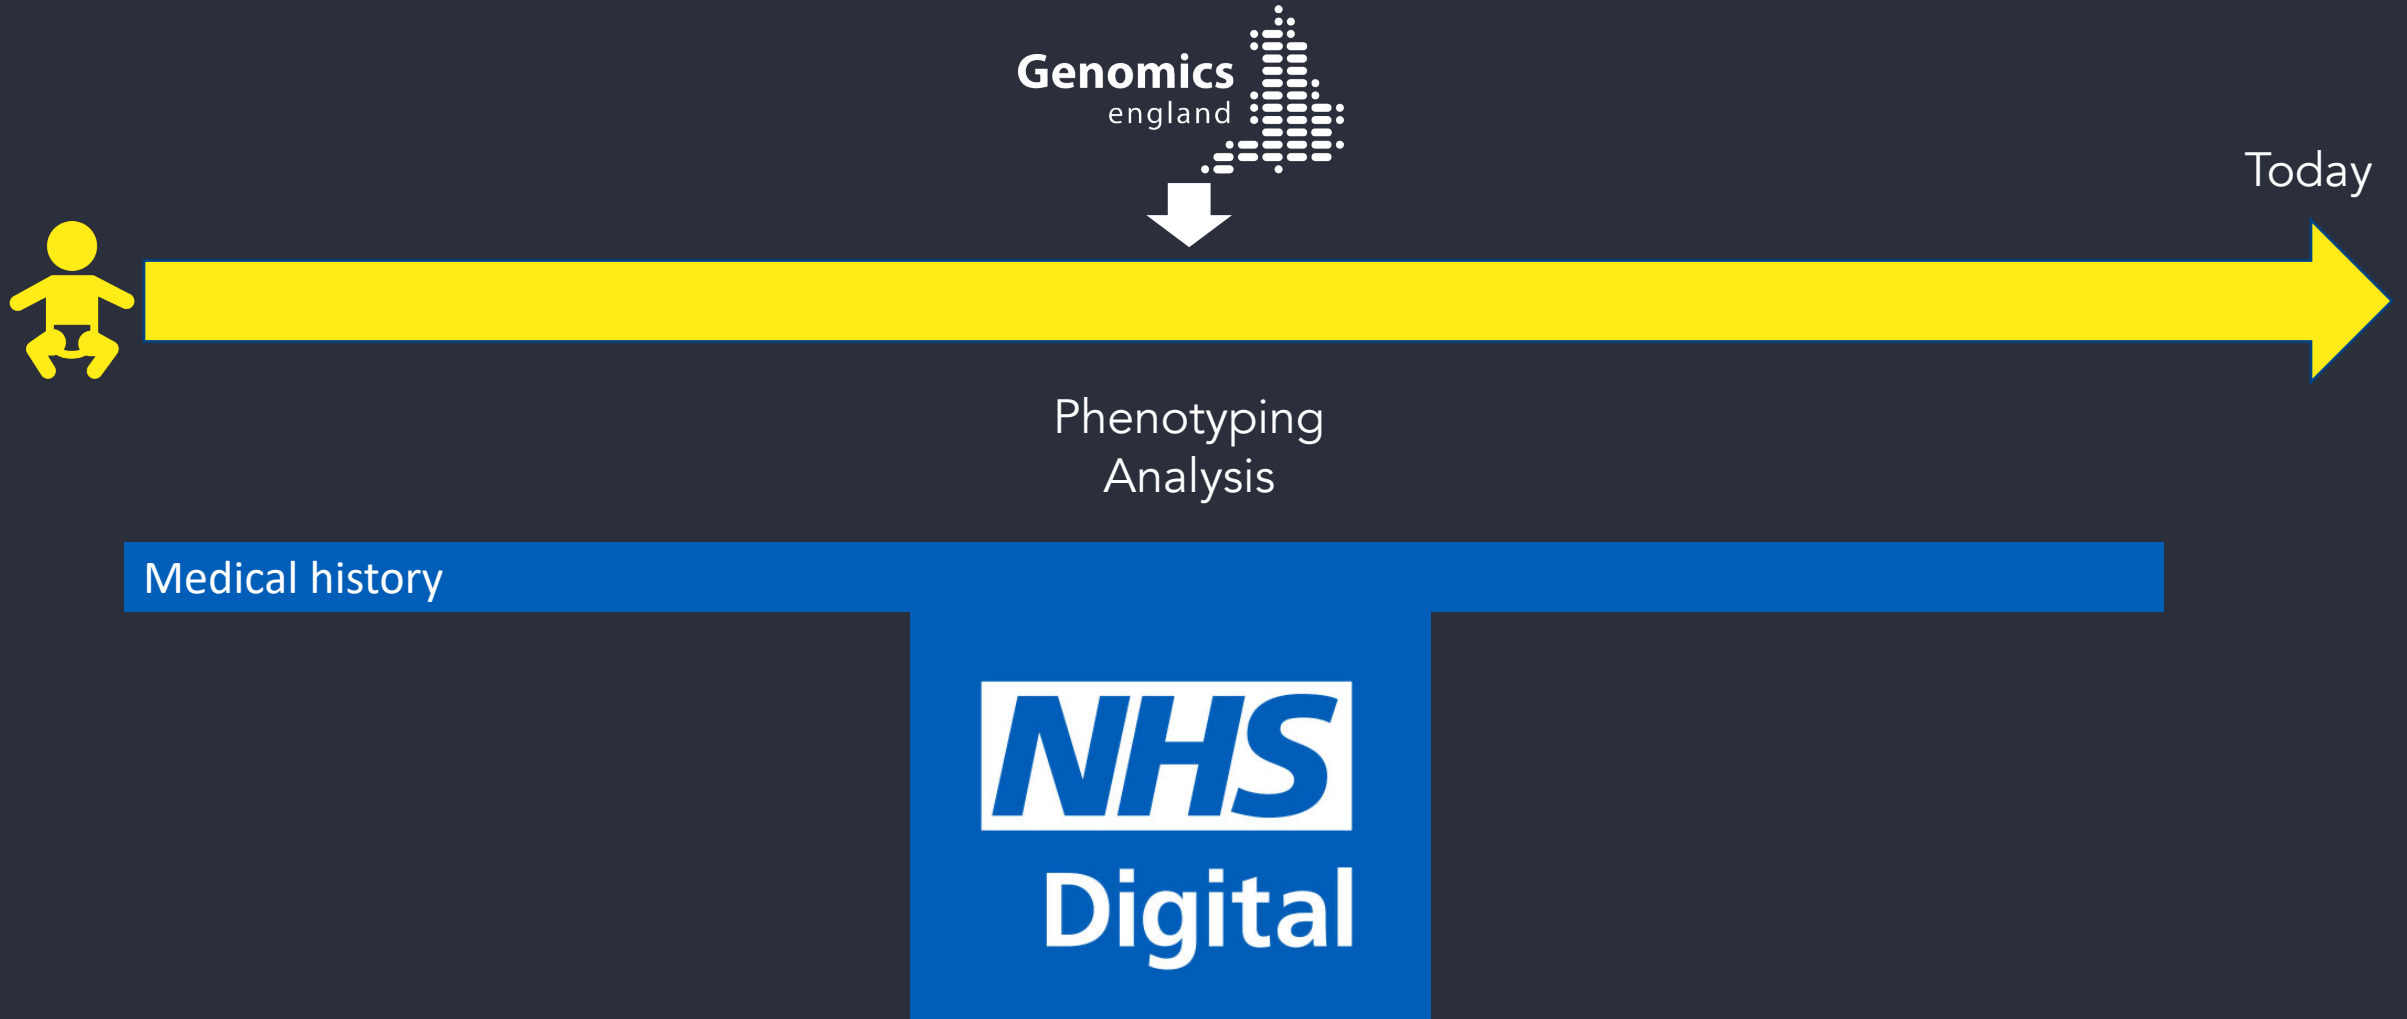 Genomics
england
Today
Phenotyping
Analysis
Medical history
NHS
Digital